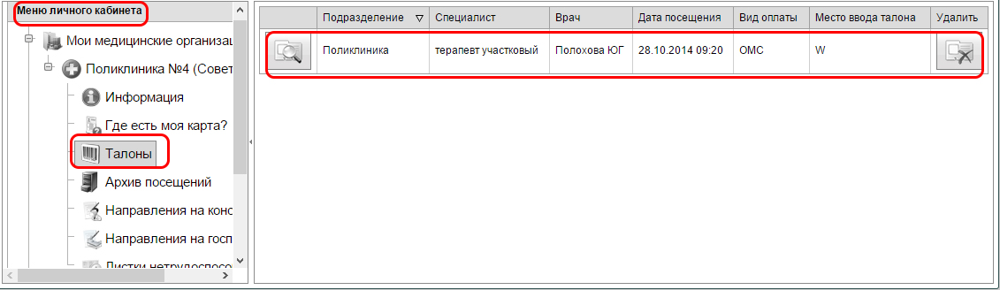 Меню личного кабинета
Мои медицинские организац
Поликлиника №4 (Совет
Информация
Где есть моя карта?
Талоны
Архив посещений
Направления на конс
Направления на госп
Листки нетрудоспосо
Подразделение Специалист Врач Дата посещения Вид оплаты Место ввода талона Удалить
Поликлиника терапевт участковый Полохова ЮГ 28.10.2014 09:20 ОМС W